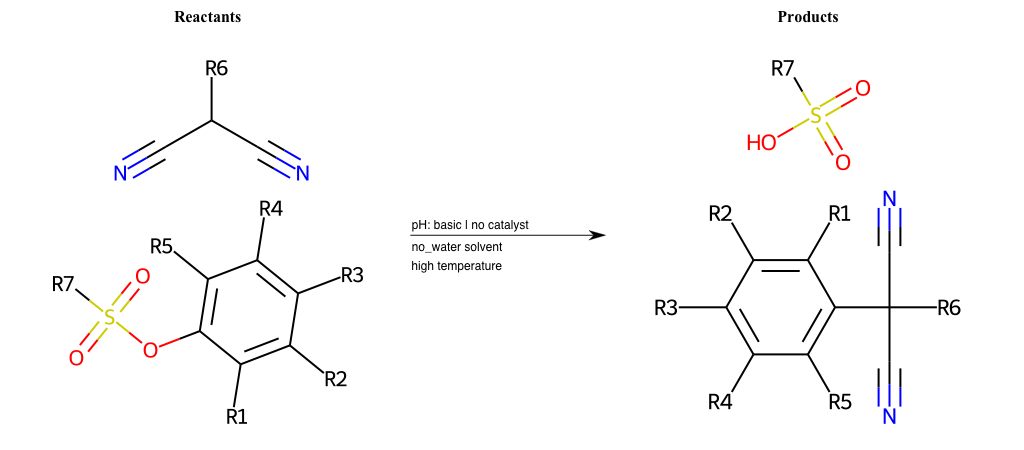 Reactants
Products
R6
N
N
R7
O
S
HO
O
R4
R5
R3
R7
O
S
O
O
R2
R1
pH: basic | no catalyst
no_water solvent
high temperature
N
R2
R1
R3
R6
R4
R5
N